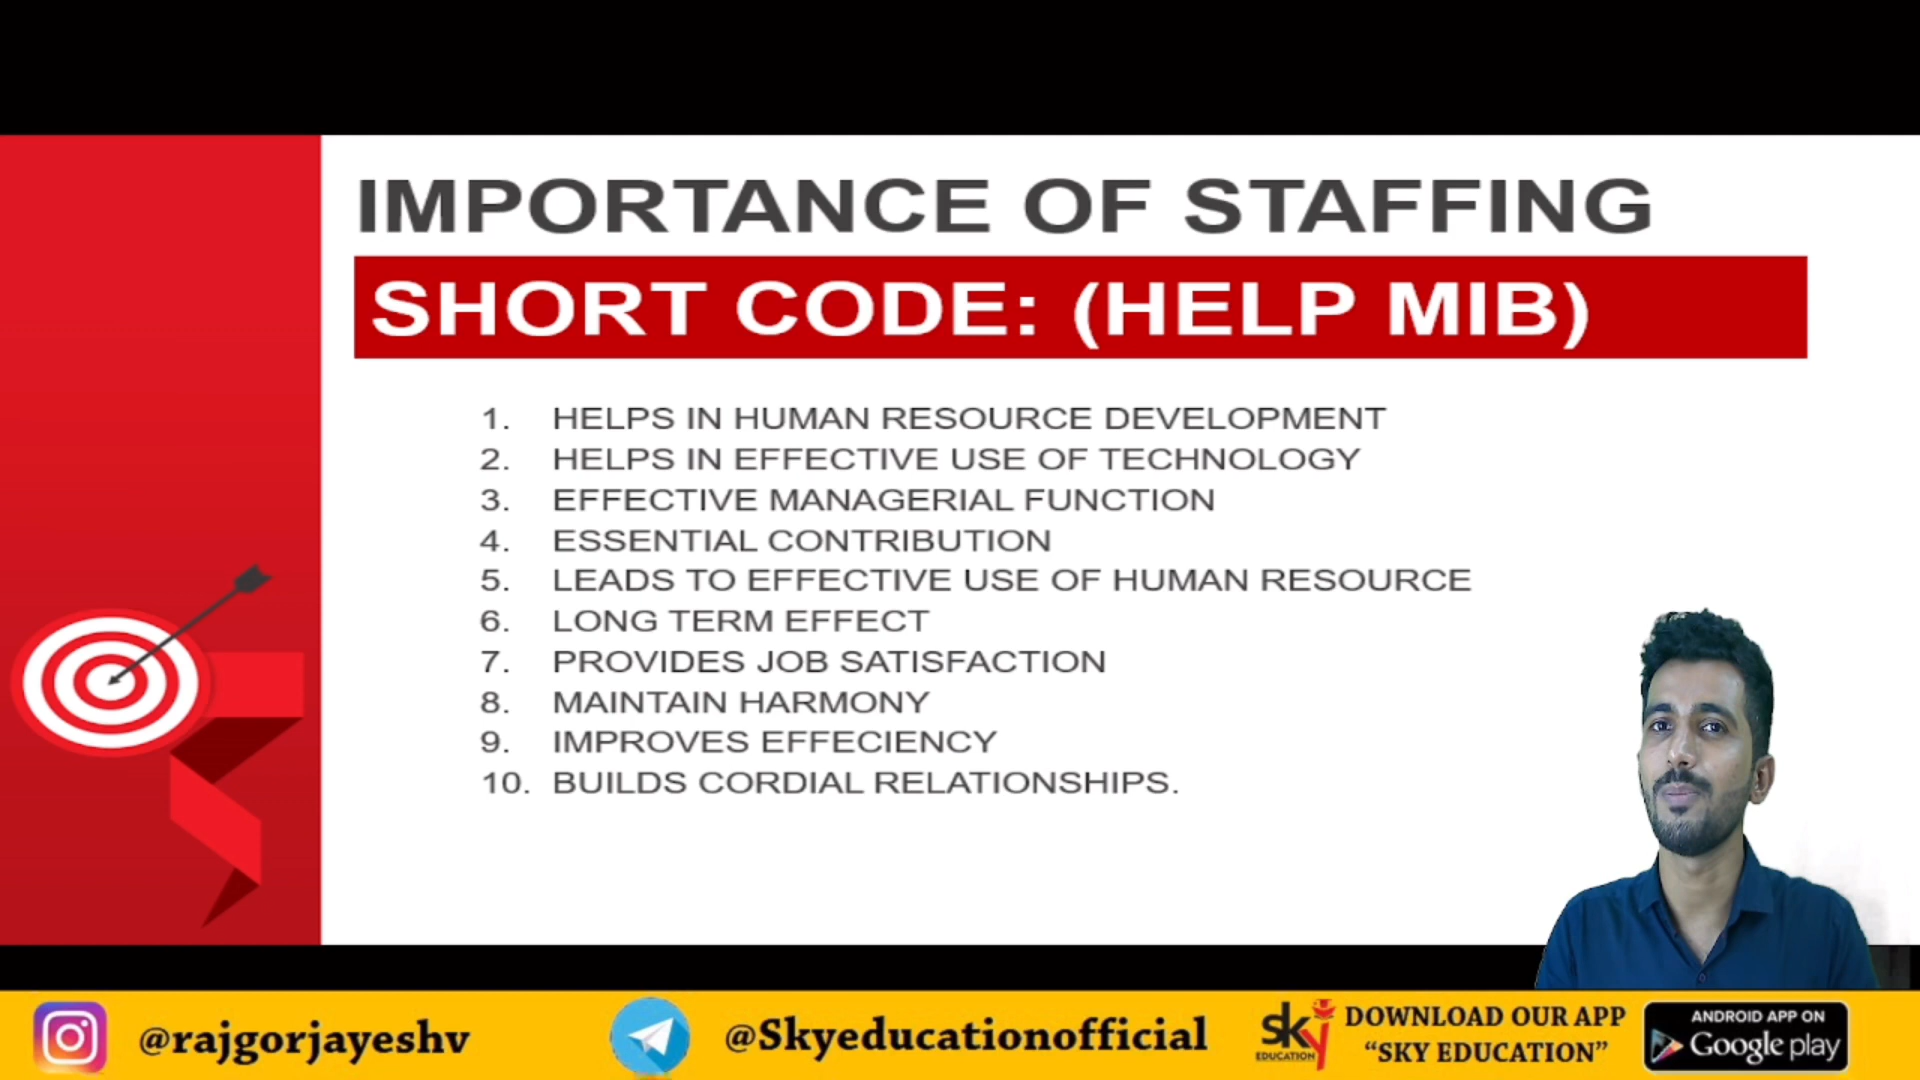 IMPORTANCE OF STAFFING
SHORT CODE: (HELP MIB)
1. HELPS IN HUMAN RESOURCE DEVELOPMENT
2. HELPS IN EFFECTIVE USE OF TECHNOLOGY
3. EFFECTIVE MANAGERIAL FUNCTION
4. ESSENTIAL CONTRIBUTION
5. LEADS TO EFFECTIVE USE OF HUMAN RESOURCE
6. LONG TERM EFFECT
7. PROVIDES JOB SATISFACTION
8. MAINTAIN HARMONY
9. IMPROVES EFFECIENCY
10. BUILDS CORDIAL RELATIONSHIPS.
@rajgorjayeshv
@Skyeducationofficial
sky
EDUCATION
DOWNLOAD OUR APP
“SKY EDUCATION”
ANDROID APP ON
Google play